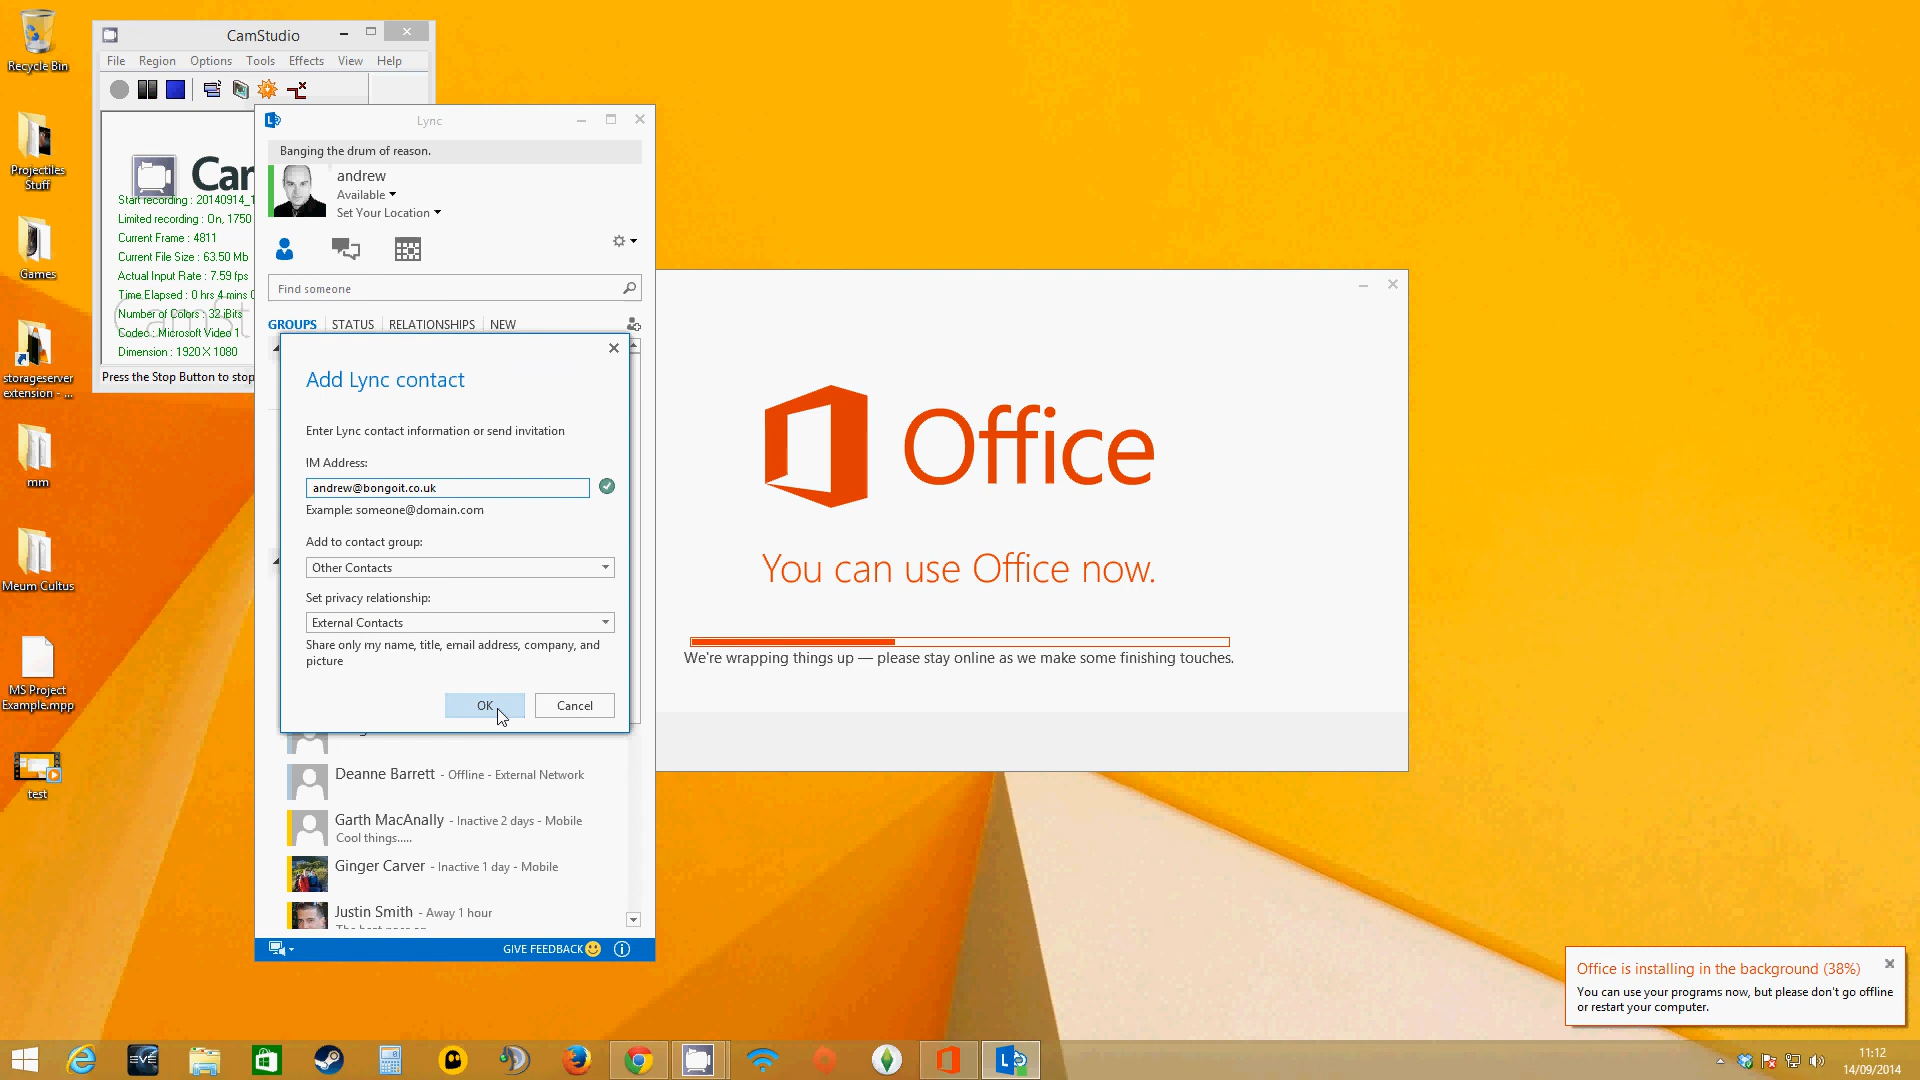 Recycle Bin
Projectiles
Stuff
Games
storageserver
extension - ...
mm
Meum Cultus
MS Project
Example.mpp
test
CamStudio
File Region Options Tools Effects View Help
Start recording : 20140914_1
Limited recording : On, 1750
Current Frame : 4811
Current File Size : 63.50 Mb
Actual Input Rate : 7.59 fps
Time Elapsed : 0 hrs 4 mins
Number of Colors : 32 Bits
Codec : Microsoft Video 1
Dimension : 1920 X 1080
Press the Stop Button to stop
Lync
Banging the drum of reason.
andrew
Available
Set Your Location
Find someone
GROUPS STATUS RELATIONSHIPS NEW
Add Lync contact
Enter Lync contact information or send invitation
IM Address:
andrew@bongoit.co.uk
Example: someone@domain.com
Add to contact group:
Other Contacts
Set privacy relationship:
External Contacts
Share only my name, title, email address, company, and
picture
OK Cancel
Deanne Barrett - Offline - External Network
Garth MacAnally - Inactive 2 days - Mobile
Cool things.....
Ginger Carver - Inactive 1 day - Mobile
Justin Smith - Away 1 hour
GIVE FEEDBACK
Office
You can use Office now.
We're wrapping things up — please stay online as we make some finishing touches.
Office is installing in the background (38%)
You can use your programs now, but please don't go offline
or restart your computer.
EVE
11:12
14/09/2014